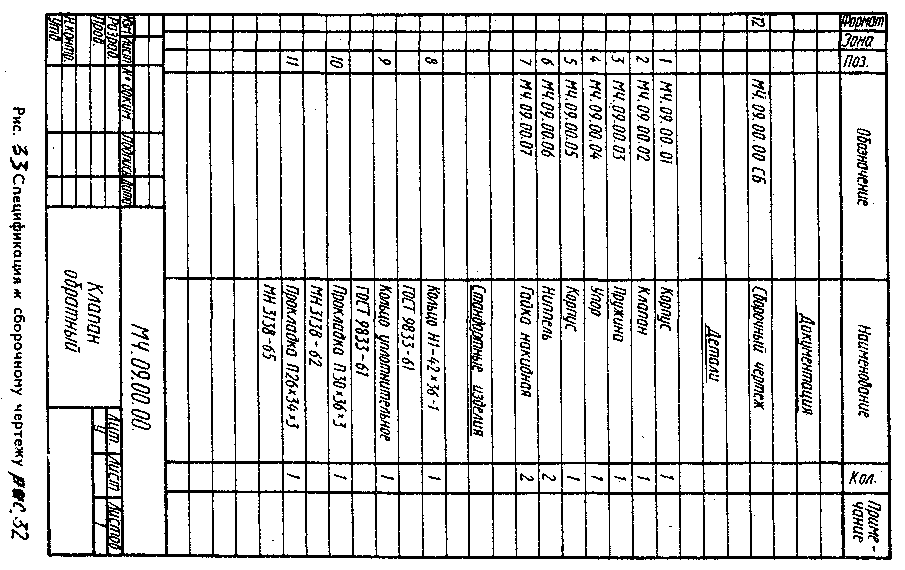 Формат Зона Поз. Обозначение Наименование Кол. Приме-
чание
Документация
12 МЧ.09.00.00 СБ Сборочный чертеж
Детали
1 МЧ.09.00.01 Корпус 1
2 МЧ.09.00.02 Клапан 1
3 МЧ.09.00.03 Пружина 1
4 МЧ.09.00.04 Упор 1
5 МЧ.09.00.05 Корпус 1
6 МЧ.09.00.06 Ниппель 2
7 МЧ.09.00.07 Гайка накидная 2
Стандартные изделия
8 Кольцо Н1-42×36-1 1
ГОСТ 9833-61
9 Кольцо уплотнительное 1
ГОСТ 9833-61
10 Прокладка П30×36×3 1
МН 3138-62
11 Прокладка П26×34×3 1
МН 3138-65
МЧ.09.00.00.
Изм. Лист № докум. Подпись Дата
Разраб.
Пров.
Н.контр.
Утв.
Клапан
обратный
Лит. Лист Листов
У 1
Рис. 33 Спецификация к сборочному чертежу рис. 32